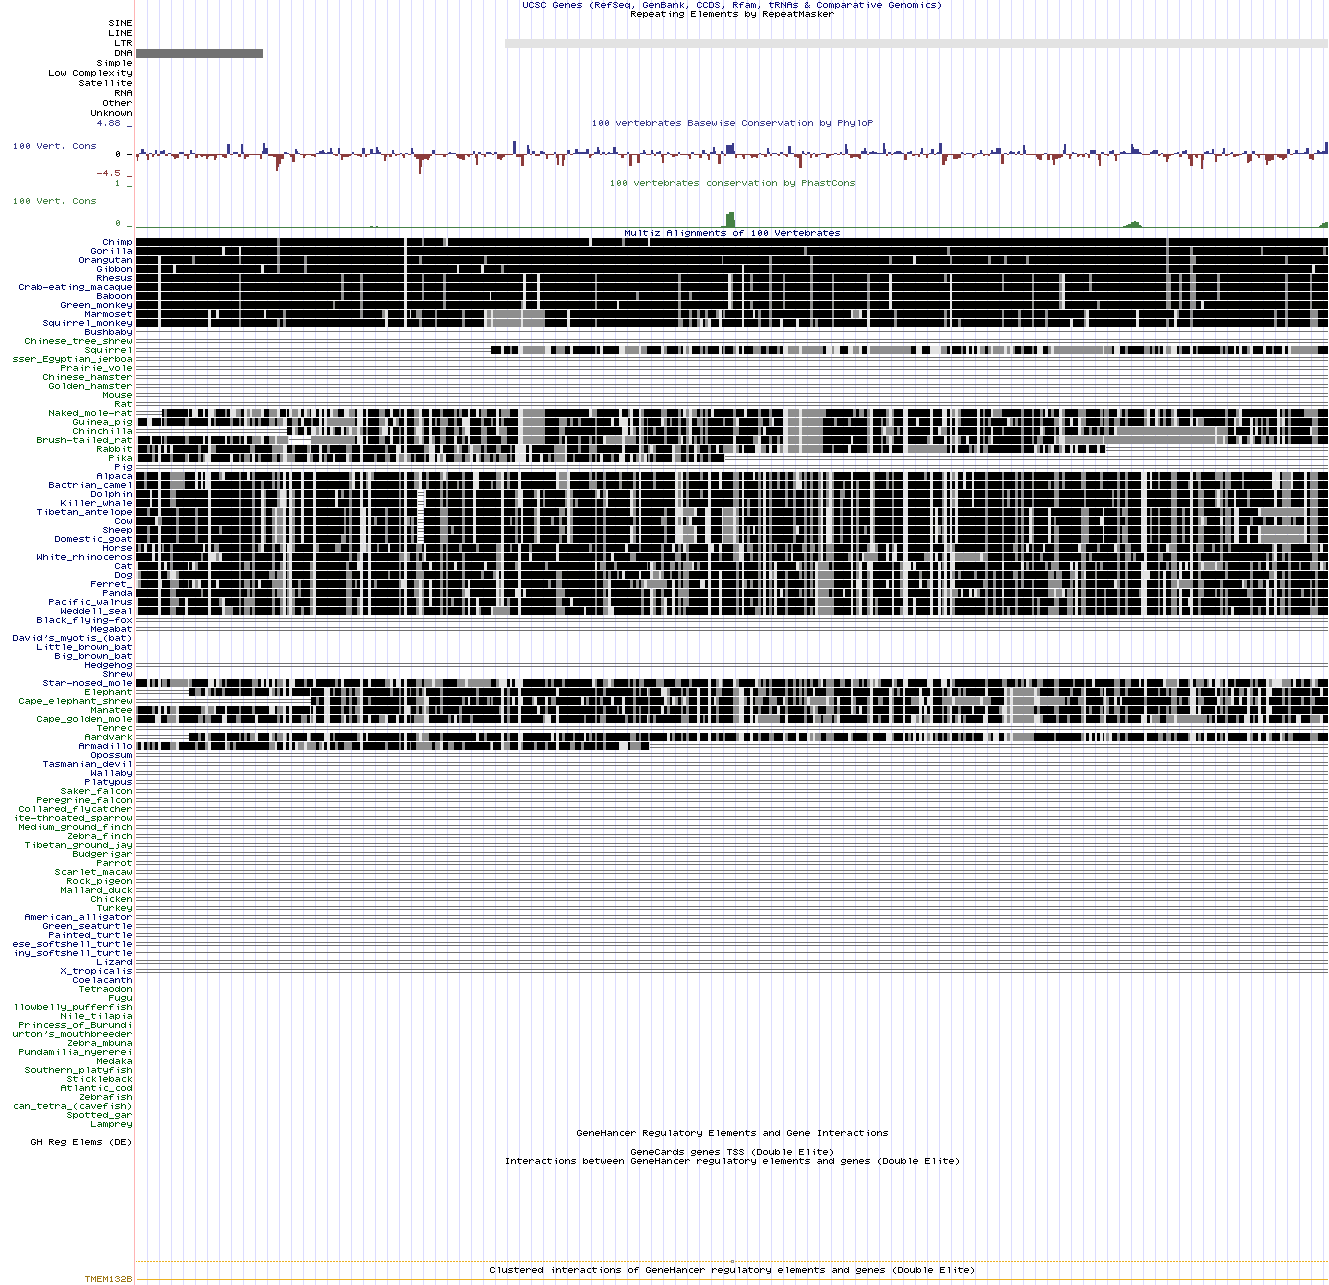 UCSC Genes (RefSeq, GenBank, CCDS, Rfam, tRNAs & Comparative Genomics)
Repeating Elements by RepeatMasker
SINE
LINE
LTR
DNA
Simple
Low Complexity
Satellite
RNA
Other
Unknown
4.88 _
100 vertebrates Basewise Conservation by PhyloP
100 Vert. Cons
0 -
-4.5 _
1 _
100 vertebrates conservation by PhastCons
100 Vert. Cons
0 _
Multiz Alignments of 100 Vertebrates
Chimp
Gorilla
Orangutan
Gibbon
Rhesus
Crab-eating_macaque
Baboon
Green_monkey
Marmoset
Squirrel_monkey
Bushbaby
Chinese_tree_shrew
Squirrel
sser_Egyptian_jerboa
Prairie_vole
Chinese_hamster
Golden_hamster
Mouse
Rat
Naked_mole-rat
Guinea_pig
Chinchilla
Brush-tailed_rat
Rabbit
Pika
Pig
Alpaca
Bactrian_camel
Dolphin
Killer_whale
Tibetan_antelope
Cow
Sheep
Domestic_goat
Horse
White_rhinoceros
Cat
Dog
Ferret_
Panda
Pacific_walrus
Weddell_seal
Black_flying-fox
Megabat
David's_myotis_(bat)
Little_brown_bat
Big_brown_bat
Hedgehog
Shrew
Star-nosed_mole
Elephant
Cape_elephant_shrew
Manatee
Cape_golden_mole
Tenrec
Aardvark
Armadillo
Opossum
Tasmanian_devil
Wallaby
Platypus
Saker_falcon
Peregrine_falcon
Collared_flycatcher
ite-throated_sparrow
Medium_ground_finch
Zebra_finch
Tibetan_ground_jay
Budgerigar
Parrot
Scarlet_macaw
Rock_pigeon
Mallard_duck
Chicken
Turkey
American_alligator
Green_seaturtle
Painted_turtle
ese_softshell_turtle
iny_softshell_turtle
Lizard
X_tropicalis
Coelacanth
Tetraodon
Fugu
llowbelly_pufferfish
Nile_tilapia
Princess_of_Burundi
urton's_mouthbreeder
Zebra_mbuna
Pundamilia_nyererei
Medaka
Southern_platyfish
Stickleback
Atlantic_cod
Zebrafish
can_tetra_(cavefish)
Spotted_gar
Lamprey
GeneHancer Regulatory Elements and Gene Interactions
GH Reg Elems (DE)
GeneCards genes TSS (Double Elite)
Interactions between GeneHancer regulatory elements and genes (Double Elite)
Clustered interactions of GeneHancer regulatory elements and genes (Double Elite)
TMEM132B